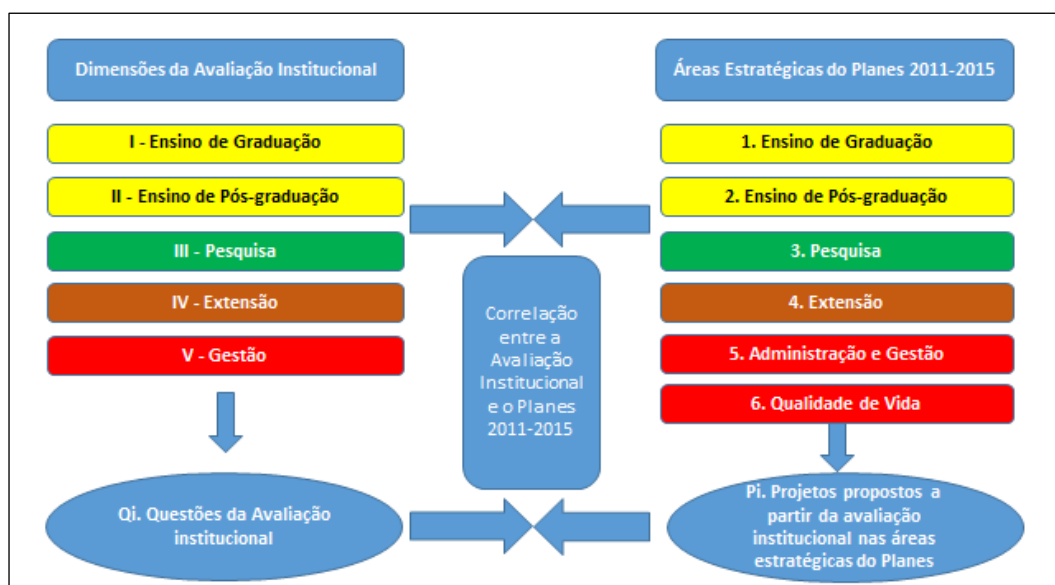 Dimensões da Avaliação Institucional
I - Ensino de Graduação
II - Ensino de Pós-graduação
III - Pesquisa
IV - Extensão
V - Gestão
Qi. Questões da Avaliação
institucional
Correlação
entre a
Avaliação
Institucional
e o Planes
2011-2015
Áreas Estratégicas do Planes 2011-2015
1. Ensino de Graduação
2. Ensino de Pós-graduação
3. Pesquisa
4. Extensão
5. Administração e Gestão
6. Qualidade de Vida
Pi. Projetos propostos a
partir da avaliação
institucional nas áreas
estratégicas do Planes